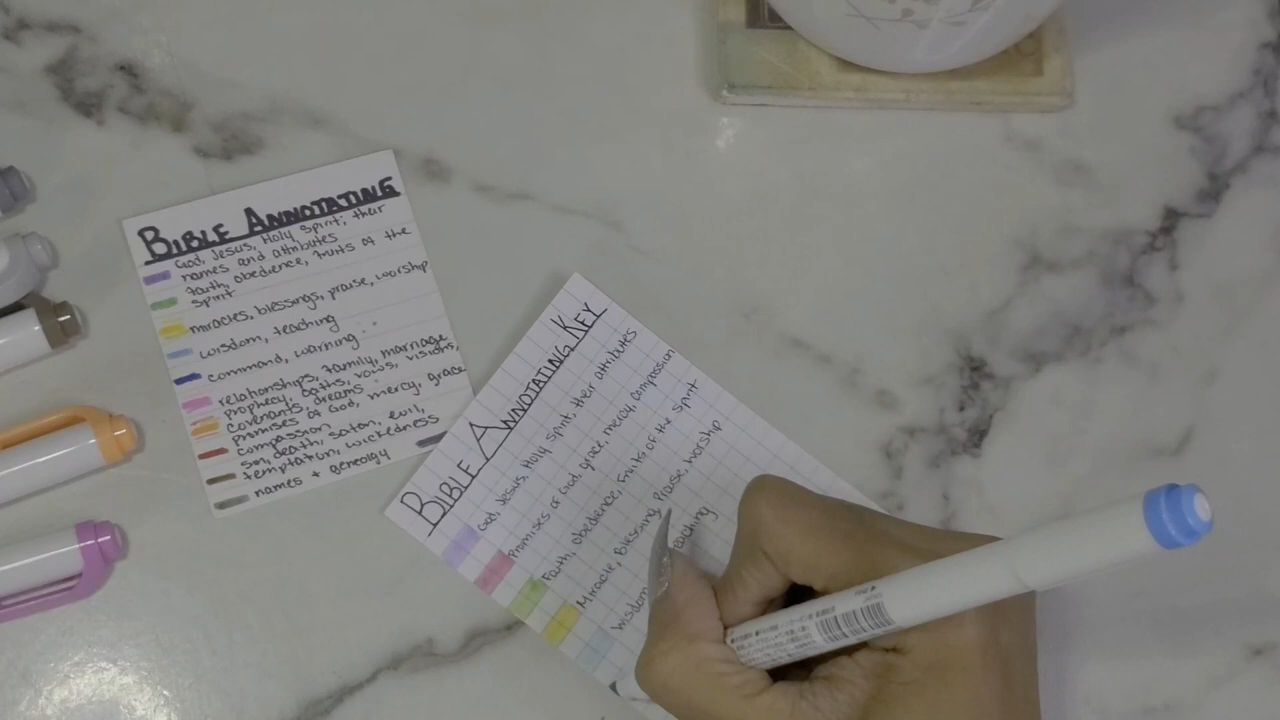 BIBLE ANNOTATING
God, Jesus, Holy Spirit; their
names and attributes
faith, obedience, fruits of the
spirit
miracles, blessings, praise, worship
wisdom, teaching
command, warning
relationships, family, marriage
prophecy, oaths, vows, visions,
covenants, dreams
promises of God, mercy, grace
compassion
sin, death, satan, evil,
temptation, wickedness
names + geneolgy
BIBLE ANNOTATING KEY
God, Jesus, Holy Spirit, their attributes
Promises of God, grace, mercy, compassion
Faith, obedience, Fruits of the Spirit
Miracle, Blessing, Praise, Worship
Wisdom
eaching